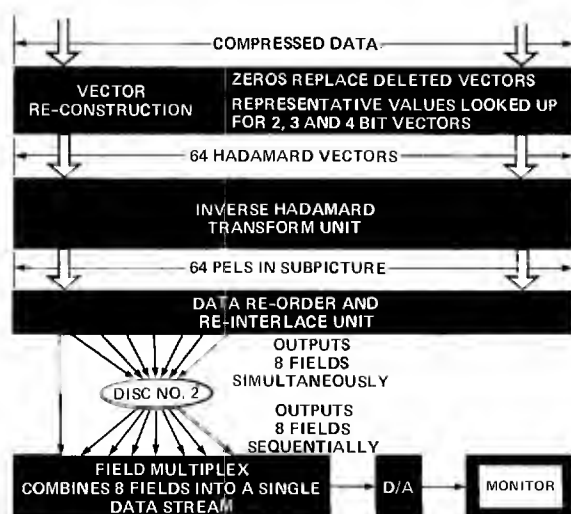 COMPRESSED DATA
VECTOR
RE-CONSTRUCTION
ZEROS REPLACE DELETED VECTORS
REPRESENTATIVE VALUES LOOKED UP
FOR 2, 3 AND 4 BIT VECTORS
64 HADAMARD VECTORS
INVERSE HADAMARD
TRANSFORM UNIT
64 PELS IN SUBPICTURE
DATA RE-ORDER AND
RE-INTERLACE UNIT
OUTPUTS
8 FIELDS
SIMULTANEOUSLY
DISC NO. 2
OUTPUTS
8 FIELDS
SEQUENTIALLY
FIELD MULTIPLEX
COMBINES 8 FIELDS INTO A SINGLE
DATA STREAM
D/A
MONITOR